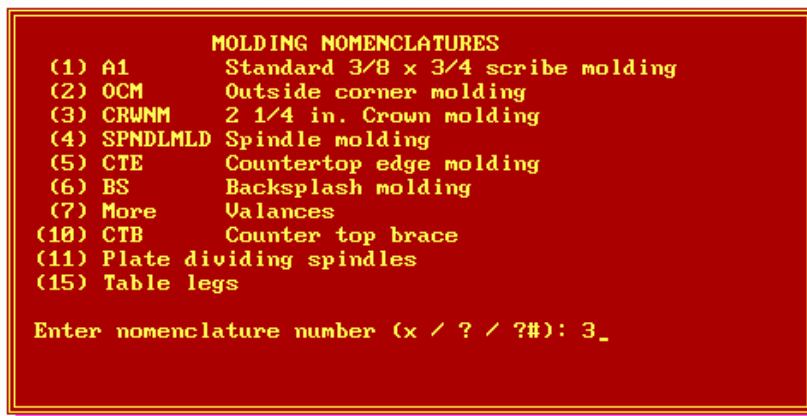 MOLDING NOMENCLATURES
(1) A1 Standard 3/8 x 3/4 scribe molding
(2) OCM Outside corner molding
(3) CRWNM 2 1/4 in. Crown molding
(4) SPNDLMLD Spindle molding
(5) CTE Countertop edge molding
(6) BS Backsplash molding
(7) More Valances
(10) CTB Counter top brace
(11) Plate dividing spindles
(15) Table legs
Enter nomenclature number (x / ? / ?#): 3_